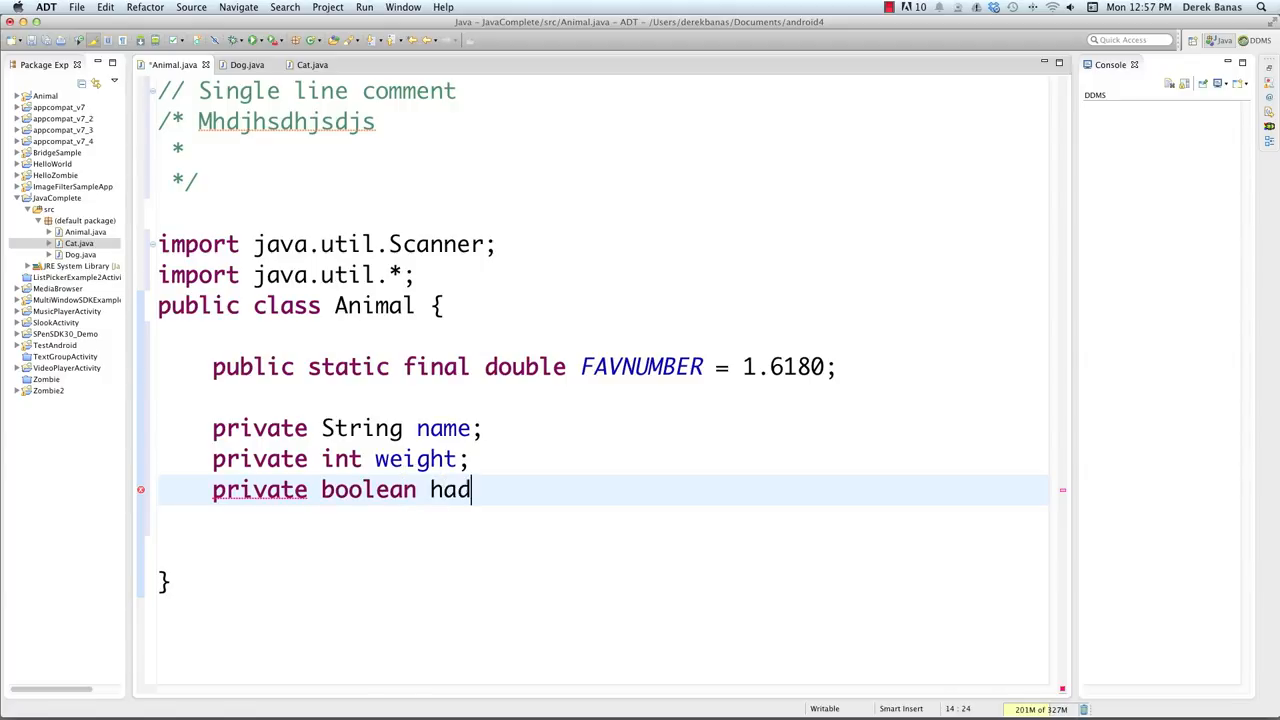 ADT File Edit Refactor Source Navigate Search Project Run Window Help 10 Mon 12:57 PM Derek Banas
Java - JavaComplete/src/Animal.java - ADT - /Users/derekbanas/Documents/android4
Quick Access Java DDMS
Package Exp
*Animal.java Dog.java Cat.java
Console
DDMS
Animal
appcompat_v7
appcompat_v7_2
appcompat_v7_3
appcompat_v7_4
BridgeSample
HelloWorld
HelloZombie
ImageFilterSampleApp
JavaComplete
src
(default package)
Animal.java
Cat.java
Dog.java
JRE System Library [Ja
ListPickerExample2Activi
MediaBrowser
MultiWindowSDKExample
MusicPlayerActivity
SlookActivity
SPenSDK30_Demo
TestAndroid
TextGroupActivity
VideoPlayerActivity
Zombie
Zombie2
// Single line comment
/* Mhdjhsdhjsdjs
*
*/
import java.util.Scanner;
import java.util.*;
public class Animal {
public static final double FAVNUMBER = 1.6180;
private String name;
private int weight;
private boolean had
}
Writable Smart Insert 14 : 24 201M of 327M